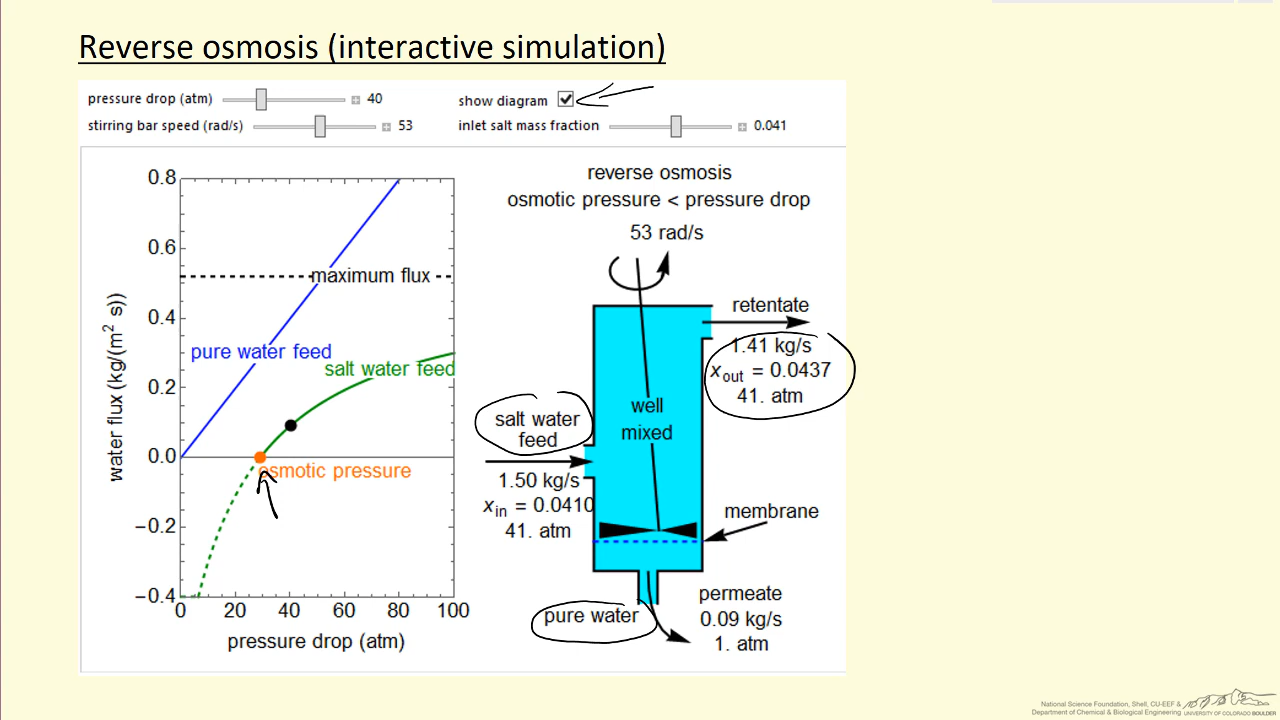 Reverse osmosis (interactive simulation)
pressure drop (atm) 40
show diagram
stirring bar speed (rad/s) 53
inlet salt mass fraction 0.041
0.8
0.6
0.4
0.2
0.0
−0.2
−0.4
0 20 40 60 80 100
water flux (kg/(m² s))
pressure drop (atm)
maximum flux
pure water feed
salt water feed
osmotic pressure
reverse osmosis
osmotic pressure < pressure drop
53 rad/s
retentate
1.41 kg/s
xout = 0.0437
41. atm
well
mixed
salt water
feed
1.50 kg/s
xin = 0.0410
41. atm
membrane
pure water
permeate
0.09 kg/s
1. atm
National Science Foundation, Shell, CU-EEF &
Department of Chemical & Biological Engineering
UNIVERSITY OF COLORADO BOULDER